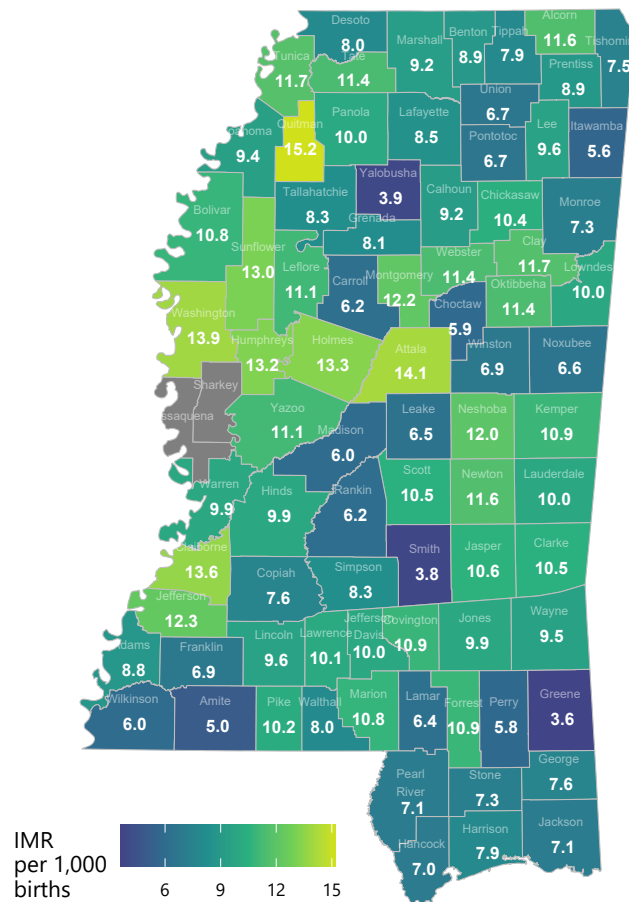 Desoto
8.0
Marshall
9.2
Benton
8.9
Tippah
7.9
Alcorn
11.6
Tishomin
7.5
Tunica
11.7
Tate
11.4
Prentiss
8.9
Union
6.7
Panola
10.0
Lafayette
8.5
Quitman
15.2
oahoma
9.4
Pontotoc
6.7
Lee
9.6
Itawamba
5.6
Yalobusha
3.9
Calhoun
9.2
Chickasaw
10.4
Monroe
7.3
Tallahatchie
8.3
Grenada
8.1
Bolivar
10.8
Sunflower
13.0
Leflore
11.1
Carroll
6.2
Montgomery
12.2
Webster
11.4
Clay
11.7
Lowndes
10.0
Oktibbeha
11.4
Choctaw
5.9
Washington
13.9
Humphreys
13.2
Holmes
13.3
Attala
14.1
Winston
6.9
Noxubee
6.6
Sharkey
ssaquena
Yazoo
11.1
Madison
6.0
Leake
6.5
Neshoba
12.0
Kemper
10.9
Warren
9.9
Hinds
9.9
Rankin
6.2
Scott
10.5
Newton
11.6
Lauderdale
10.0
Claiborne
13.6
Copiah
7.6
Simpson
8.3
Smith
3.8
Jasper
10.6
Clarke
10.5
Jefferson
12.3
Adams
8.8
Franklin
6.9
Lincoln
9.6
Lawrence
10.1
Jefferson
Davis
10.0
Covington
10.9
Jones
9.9
Wayne
9.5
Wilkinson
6.0
Amite
5.0
Pike
10.2
Walthall
8.0
Marion
10.8
Lamar
6.4
Forrest
10.9
Perry
5.8
Greene
3.6
Pearl
River
7.1
Stone
7.3
George
7.6
Hancock
7.0
Harrison
7.9
Jackson
7.1
IMR
per 1,000
births
6 9 12 15